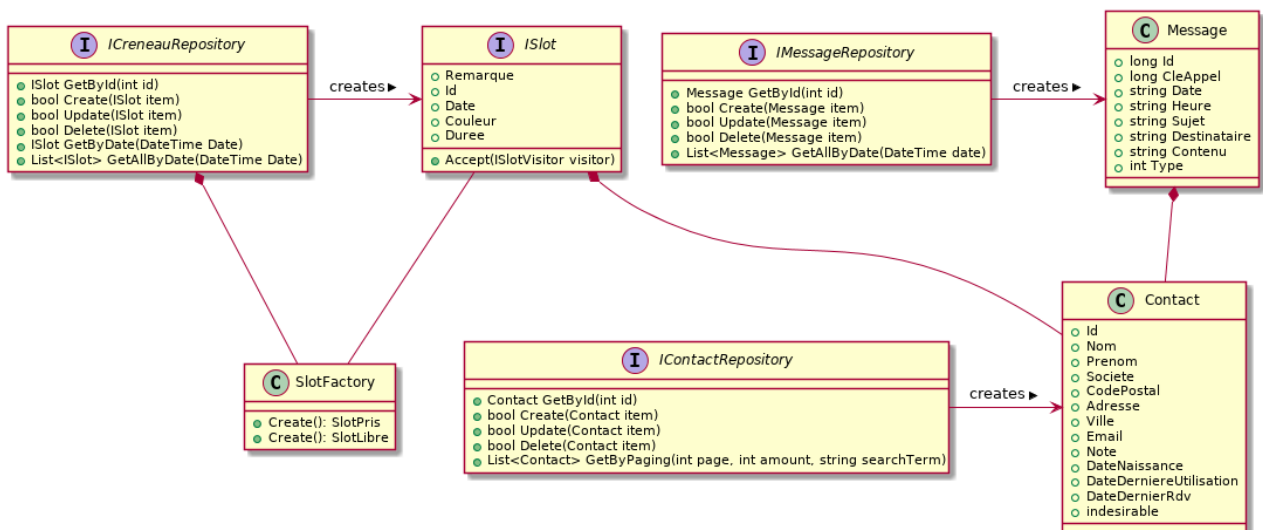 I ICreneauRepository
ISlot GetById(int id)
bool Create(ISlot item)
bool Update(ISlot item)
bool Delete(ISlot item)
ISlot GetByDate(DateTime Date)
List<ISlot> GetAllByDate(DateTime Date)
creates
I ISlot
Remarque
Id
Date
Couleur
Duree
Accept(ISlotVisitor visitor)
I IMessageRepository
Message GetById(int id)
bool Create(Message item)
bool Update(Message item)
bool Delete(Message item)
List<Message> GetAllByDate(DateTime date)
creates
C Message
long Id
long CleAppel
string Date
string Heure
string Sujet
string Destinataire
string Contenu
int Type
C SlotFactory
Create(): SlotPris
Create(): SlotLibre
I IContactRepository
Contact GetById(int id)
bool Create(Contact item)
bool Update(Contact item)
bool Delete(Contact item)
List<Contact> GetByPaging(int page, int amount, string searchTerm)
creates
C Contact
Id
Nom
Prenom
Societe
CodePostal
Adresse
Ville
Email
Note
DateNaissance
DateDerniereUtilisation
DateDernierRdv
indesirable